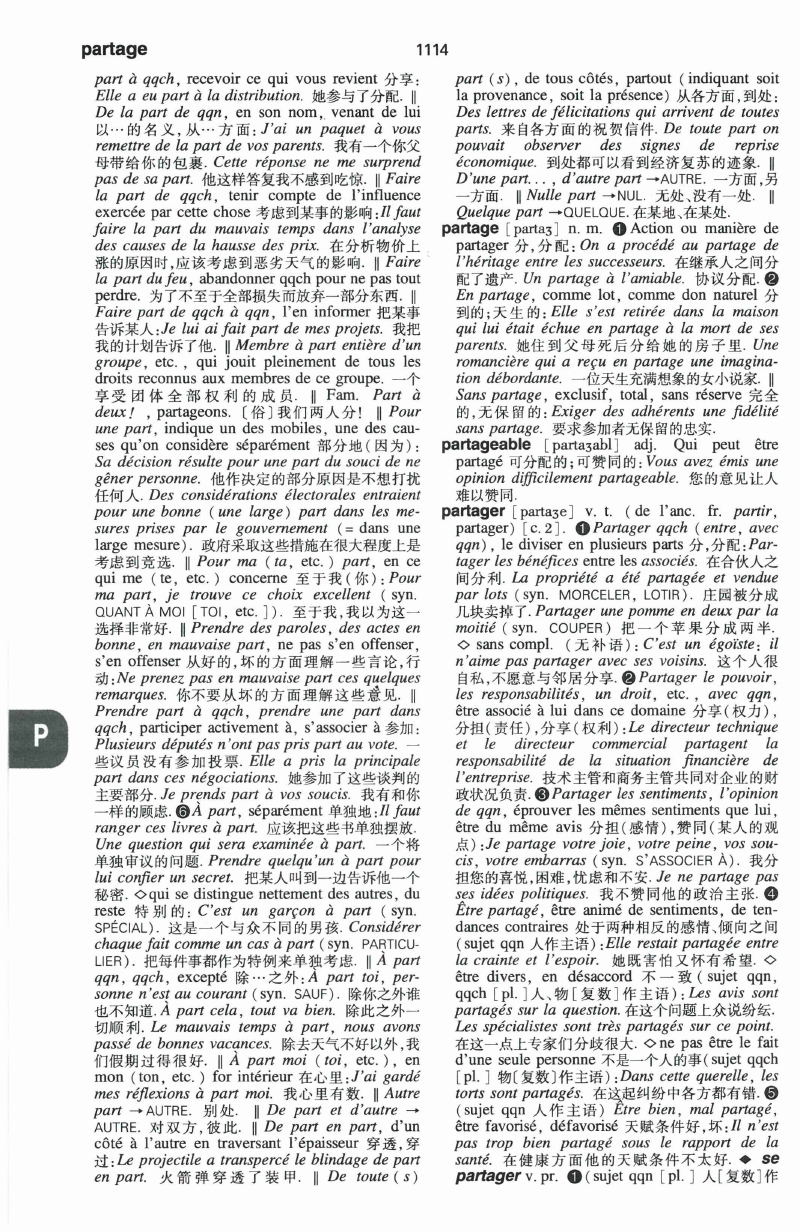 partage
1114
part à qqch, recevoir ce qui vous revient 分享:
Elle a eu part à la distribution. 她参与了分配. ‖
De la part de qqn, en son nom, venant de lui
以…的名义,从…方面:J'ai un paquet à vous
remettre de la part de vos parents. 我有一个你父
母带给你的包裹. Cette réponse ne me surprend
pas de sa part. 他这样答复我不感到吃惊. ‖ Faire
la part de qqch, tenir compte de l'influence
exercée par cette chose 考虑到某事的影响:Il faut
faire la part du mauvais temps dans l'analyse
des causes de la hausse des prix. 在分析物价上
涨的原因时,应该考虑到恶劣天气的影响. ‖ Faire
la part du feu, abandonner qqch pour ne pas tout
perdre. 为了不至于全部损失而放弃一部分东西. ‖
Faire part de qqch à qqn, l'en informer 把某事
告诉某人:Je lui ai fait part de mes projets. 我把
我的计划告诉了他. ‖ Membre à part entière d'un
groupe, etc. , qui jouit pleinement de tous les
droits reconnus aux membres de ce groupe. 一个
享受团体全部权利的成员. ‖ Fam. Part à
deux! , partageons. [俗]我们两人分! ‖ Pour
une part, indique un des mobiles, une des cau-
ses qu'on considère séparément 部分地(因为):
Sa décision résulte pour une part du souci de ne
gêner personne. 他作决定的部分原因是不想打扰
任何人. Des considérations électorales entraient
pour une bonne (une large) part dans les me-
sures prises par le gouvernement (= dans une
large mesure). 政府采取这些措施在很大程度上是
考虑到竞选. ‖ Pour ma (ta, etc.) part, en ce
qui me (te, etc.) concerne 至于我(你):Pour
ma part, je trouve ce choix excellent (syn.
QUANT À MOI [TOI, etc.]). 至于我,我以为这一
选择非常好. ‖ Prendre des paroles, des actes en
bonne, en mauvaise part, ne pas s'en offenser,
s'en offenser 从好的,坏的方面理解一些言论,行
动:Ne prenez pas en mauvaise part ces quelques
remarques. 你不要从坏的方面理解这些意见. ‖
Prendre part à qqch, prendre une part dans
qqch, participer activement à, s'associer à 参加:
Plusieurs députés n'ont pas pris part au vote. 一
些议员没有参加投票. Elle a pris la principale
part dans ces négociations. 她参加了这些谈判的
主要部分. Je prends part à vos soucis. 我有和你
一样的顾虑. ❻À part, séparément 单独地:Il faut
ranger ces livres à part. 应该把这些书单独摆放.
Une question qui sera examinée à part. 一个将
单独审议的问题. Prendre quelqu'un à part pour
lui confier un secret. 把某人叫到一边告诉他一个
秘密. ◇qui se distingue nettement des autres, du
reste 特别的: C'est un garçon à part (syn.
SPÉCIAL). 这是一个与众不同的男孩. Considérer
chaque fait comme un cas à part (syn. PARTICU-
LIER). 把每件事都作为特例来单独考虑. ‖ À part
qqn, qqch, excepté 除…之外:À part toi, per-
sonne n'est au courant (syn. SAUF). 除你之外谁
也不知道. À part cela, tout va bien. 除此之外一
切顺利. Le mauvais temps à part, nous avons
passé de bonnes vacances. 除去天气不好以外,我
们假期过得很好. ‖ À part moi (toi, etc.), en
mon (ton, etc.) for intérieur 在心里:J'ai gardé
mes réflexions à part moi. 我心里有数. ‖ Autre
part → AUTRE. 别处. ‖ De part et d'autre →
AUTRE. 对双方,彼此. ‖ De part en part, d'un
côté à l'autre en traversant l'épaisseur 穿透,穿
过:Le projectile a transpercé le blindage de part
en part. 火箭弹穿透了装甲. ‖ De toute (s)
part (s), de tous côtés, partout (indiquant soit
la provenance, soit la présence) 从各方面,到处:
Des lettres de félicitations qui arrivent de toutes
parts. 来自各方面的祝贺信件. De toute part on
pouvait observer des signes de reprise
économique. 到处都可以看到经济复苏的迹象. ‖
D'une part. . . , d'autre part →AUTRE. 一方面,另
一方面. ‖ Nulle part →NUL. 无处、没有一处. ‖
Quelque part →QUELQUE. 在某地、在某处.
partage [partaʒ] n. m. ❶ Action ou manière de
partager 分,分配: On a procédé au partage de
l'héritage entre les successeurs. 在继承人之间分
配了遗产. Un partage à l'amiable. 协议分配. ❷
En partage, comme lot, comme don naturel 分
到的;天生的: Elle s'est retirée dans la maison
qui lui était échue en partage à la mort de ses
parents. 她住到父母死后分给她的房子里. Une
romancière qui a reçu en partage une imagina-
tion débordante. 一位天生充满想象的女小说家. ‖
Sans partage, exclusif, total, sans réserve 完全
的,无保留的: Exiger des adhérents une fidélité
sans partage. 要求参加者无保留的忠实.
partageable [partaʒabl] adj. Qui peut être
partagé 可分配的;可赞同的: Vous avez émis une
opinion difficilement partageable. 您的意见让人
难以赞同.
partager [partaʒe] v. t. (de l'anc. fr. partir,
partager) [c. 2]. ❶ Partager qqch (entre, avec
qqn), le diviser en plusieurs parts 分,分配:Par-
tager les bénéfices entre les associés. 在合伙人之
间分利. La propriété a été partagée et vendue
par lots (syn. MORCELER, LOTIR). 庄园被分成
几块卖掉了. Partager une pomme en deux par la
moitié (syn. COUPER) 把一个苹果分成两半.
◇ sans compl. (无补语): C'est un égoïste: il
n'aime pas partager avec ses voisins. 这个人很
自私,不愿意与邻居分享. ❷ Partager le pouvoir,
les responsabilités, un droit, etc. , avec qqn,
être associé à lui dans ce domaine 分享(权力),
分担(责任),分享(权利):Le directeur technique
et le directeur commercial partagent la
responsabilité de la situation financière de
l'entreprise. 技术主管和商务主管共同对企业的财
政状况负责. ❸ Partager les sentiments, l'opinion
de qqn, éprouver les mêmes sentiments que lui,
être du même avis 分担(感情),赞同(某人的观
点):Je partage votre joie, votre peine, vos sou-
cis, votre embarras (syn. S'ASSOCIER À). 我分
担您的喜悦,困难,忧虑和不安. Je ne partage pas
ses idées politiques. 我不赞同他的政治主张. ❹
Être partagé, être animé de sentiments, de ten-
dances contraires 处于两种相反的感情、倾向之间
(sujet qqn 人作主语):Elle restait partagée entre
la crainte et l'espoir. 她既害怕又怀有希望. ◇
être divers, en désaccord 不一致(sujet qqn,
qqch [pl.]人、物[复数]作主语): Les avis sont
partagés sur la question. 在这个问题上众说纷纭.
Les spécialistes sont très partagés sur ce point.
在这一点上专家们分歧很大. ◇ne pas être le fait
d'une seule personne 不是一个人的事(sujet qqch
[pl.] 物[复数]作主语):Dans cette querelle, les
torts sont partagés. 在这起纠纷中各方都有错. ❺
(sujet qqn 人作主语) Être bien, mal partagé,
être favorisé, défavorisé 天赋条件好,坏:Il n'est
pas trop bien partagé sous le rapport de la
santé. 在健康方面他的天赋条件不太好. ◆ se
partager v. pr. ❶ (sujet qqn [pl.] 人[复数]作
P